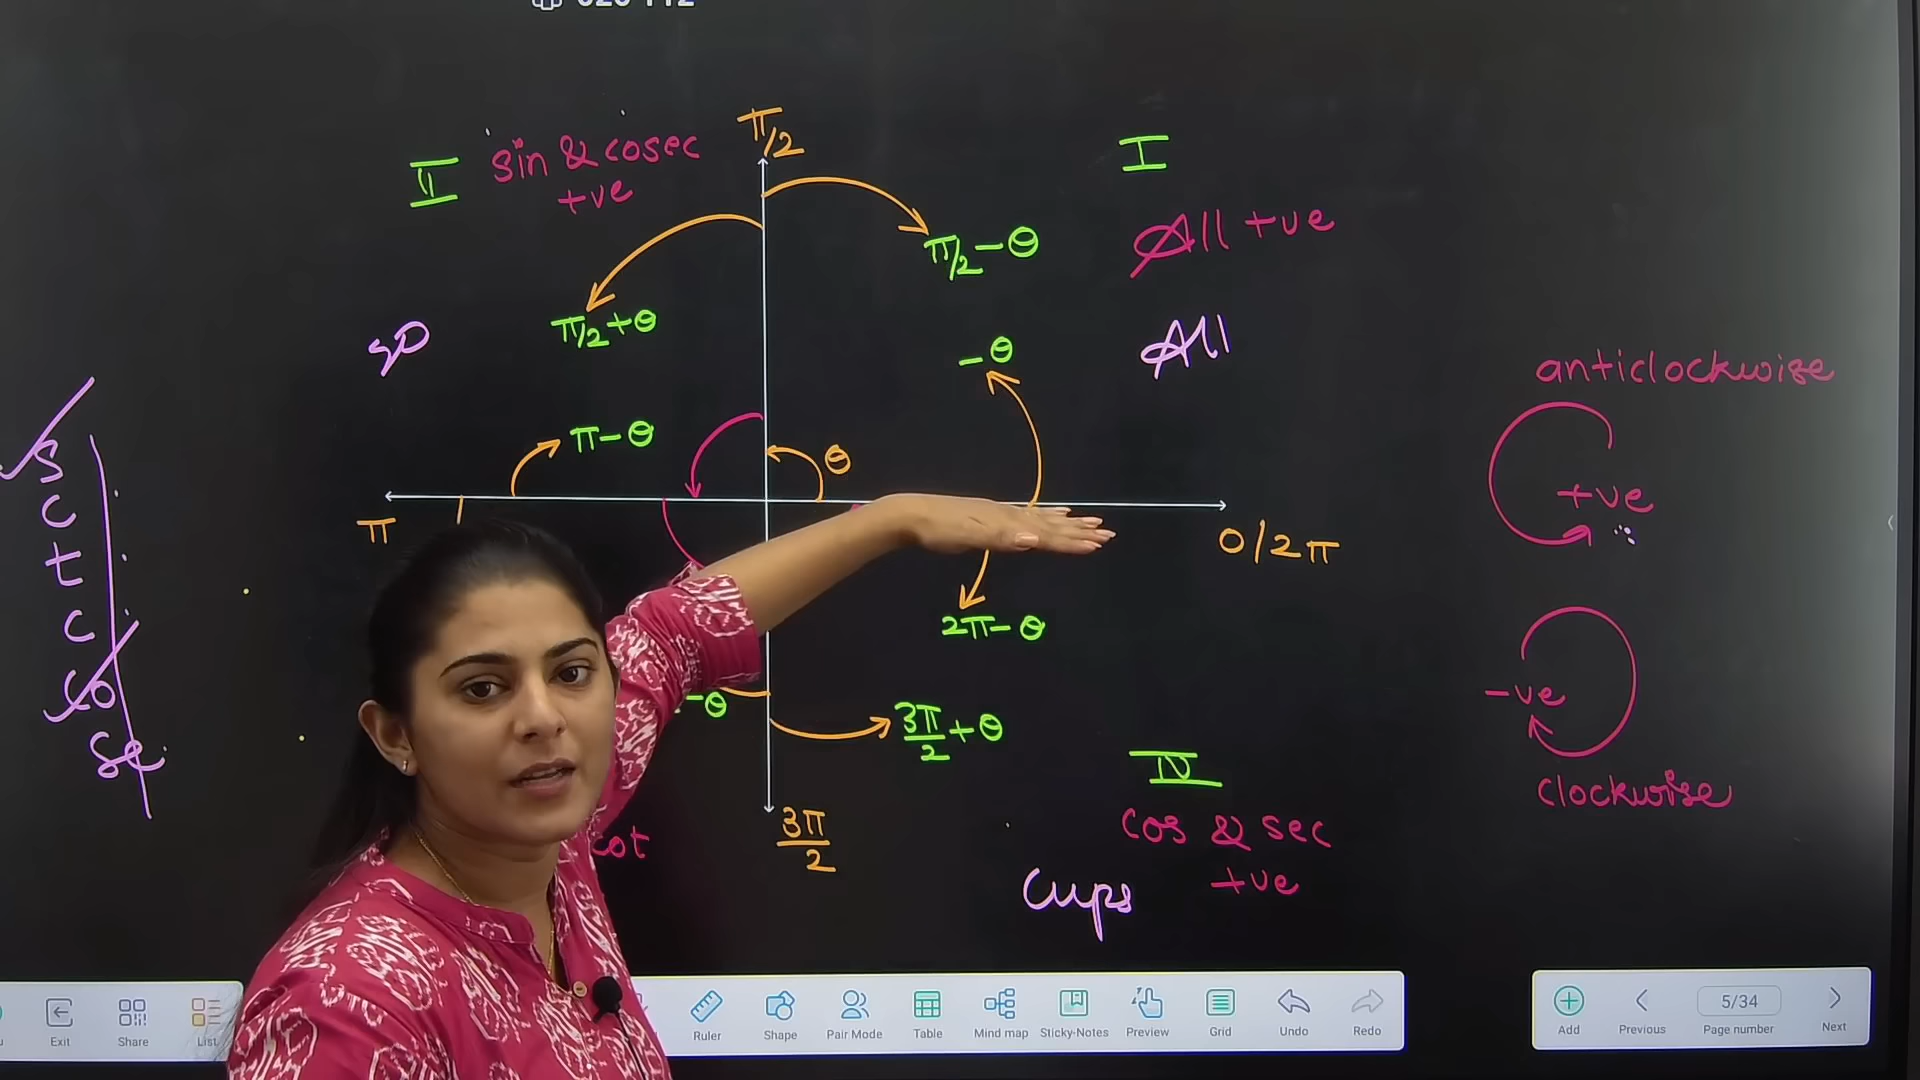 π/2
II sin & cosec
+ve
I
All +ve
π/2 - θ
π/2 + θ
-θ
All
anticlockwise
+ve
π - θ
θ
π
0/2π
S
C
t
C
Co
Se
2π - θ
-ve
clockwise
-θ
3π/2 + θ
IV
cos & sec
+ve
3π/2
cot
Cups
Exit
Share
List
Ruler
Shape
Pair Mode
Table
Mind map
Sticky-Notes
Preview
Grid
Undo
Redo
Add
Previous
5/34
Page number
Next